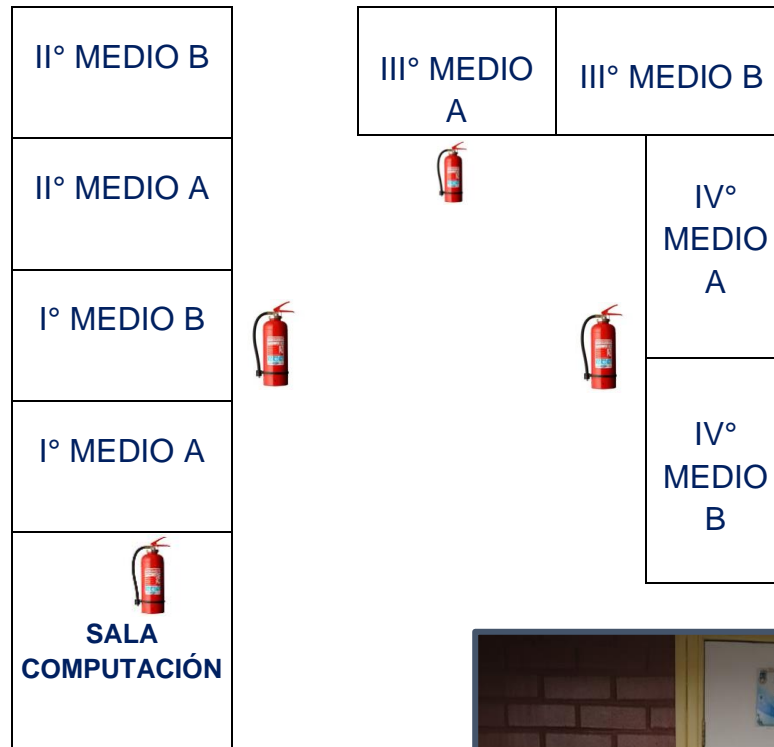 II° MEDIO B
III° MEDIO
A
III° MEDIO B
II° MEDIO A
IV°
MEDIO
A
I° MEDIO B
I° MEDIO A
IV°
MEDIO
B
SALA
COMPUTACIÓN